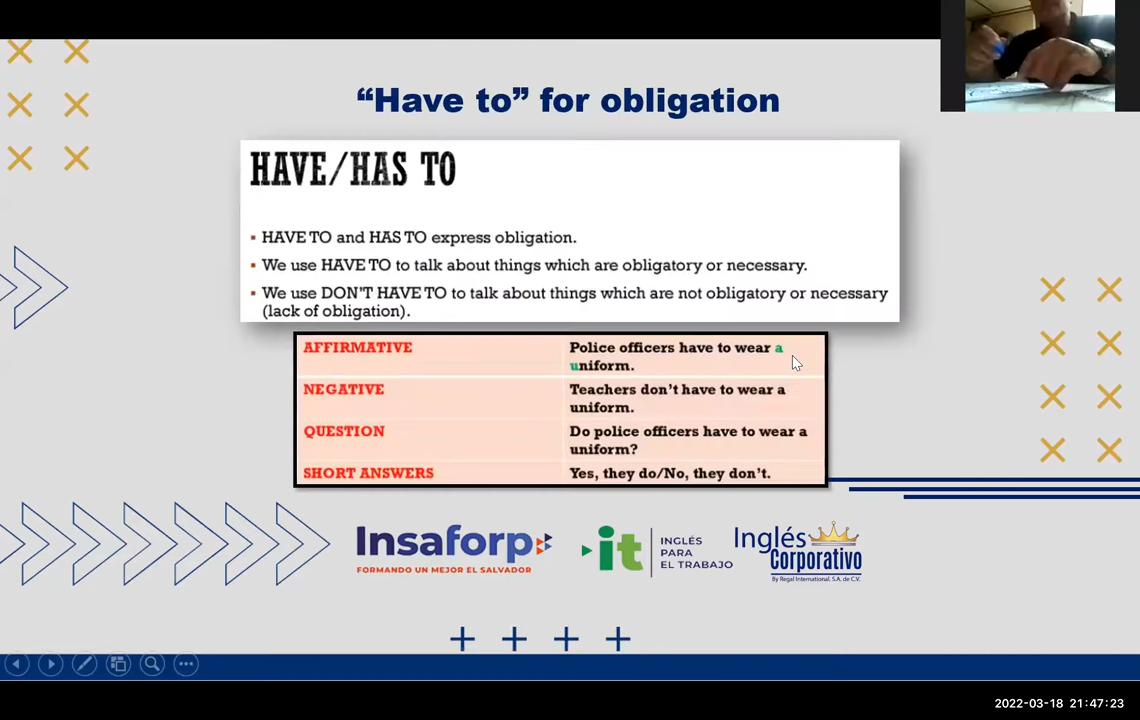 “Have to” for obligation
HAVE/HAS TO
▪ HAVE TO and HAS TO express obligation.
▪ We use HAVE TO to talk about things which are obligatory or necessary.
▪ We use DON'T HAVE TO to talk about things which are not obligatory or necessary
(lack of obligation).
AFFIRMATIVE
Police officers have to wear a
uniform.
NEGATIVE
Teachers don’t have to wear a
uniform.
QUESTION
Do police officers have to wear a
uniform?
SHORT ANSWERS
Yes, they do/No, they don’t.
Insaforp
FORMANDO UN MEJOR EL SALVADOR
it
INGLÉS
PARA
EL TRABAJO
Inglés
Corporativo
By Regal International, S.A. de C.V.
2022-03-18 21:47:23